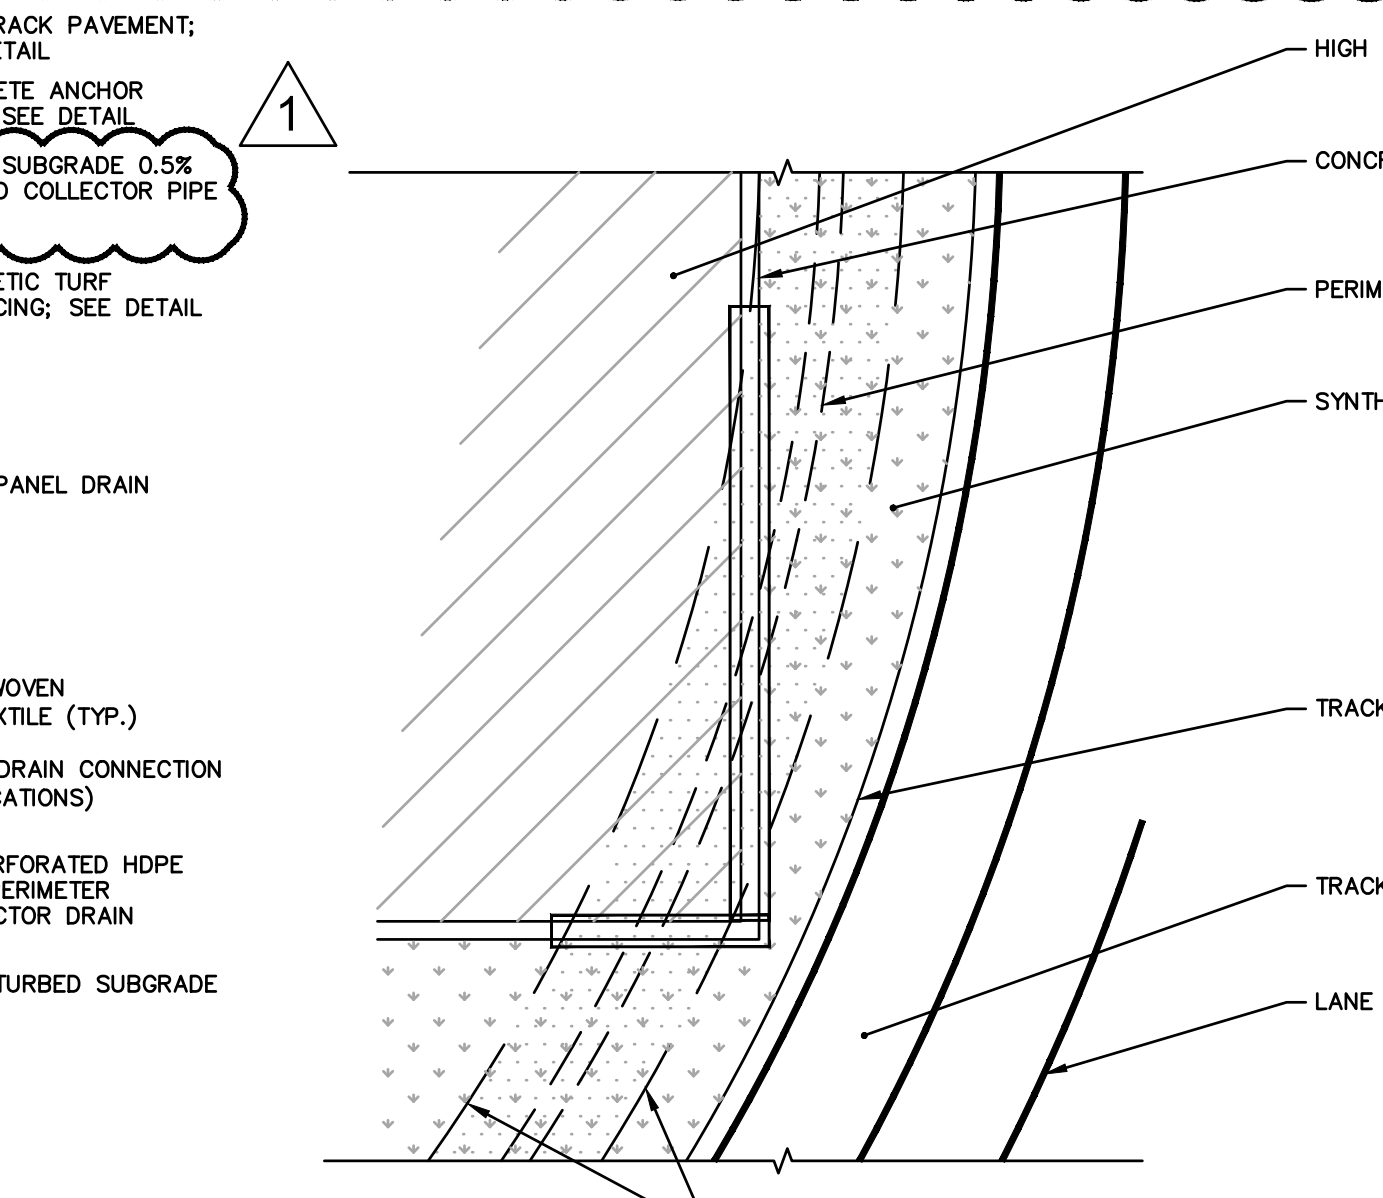 RACK PAVEMENT;
ETAIL
ETE ANCHOR
SEE DETAIL
1
SUBGRADE 0.5%
O COLLECTOR PIPE
ETIC TURF
CING; SEE DETAIL
PANEL DRAIN
WOVEN
XTILE (TYP.)
DRAIN CONNECTION
CATIONS)
RFORATED HDPE
PERIMETER
CTOR DRAIN
TURBED SUBGRADE
HIGH
CONCR
PERIM
SYNTH
TRACK
TRACK
LANE